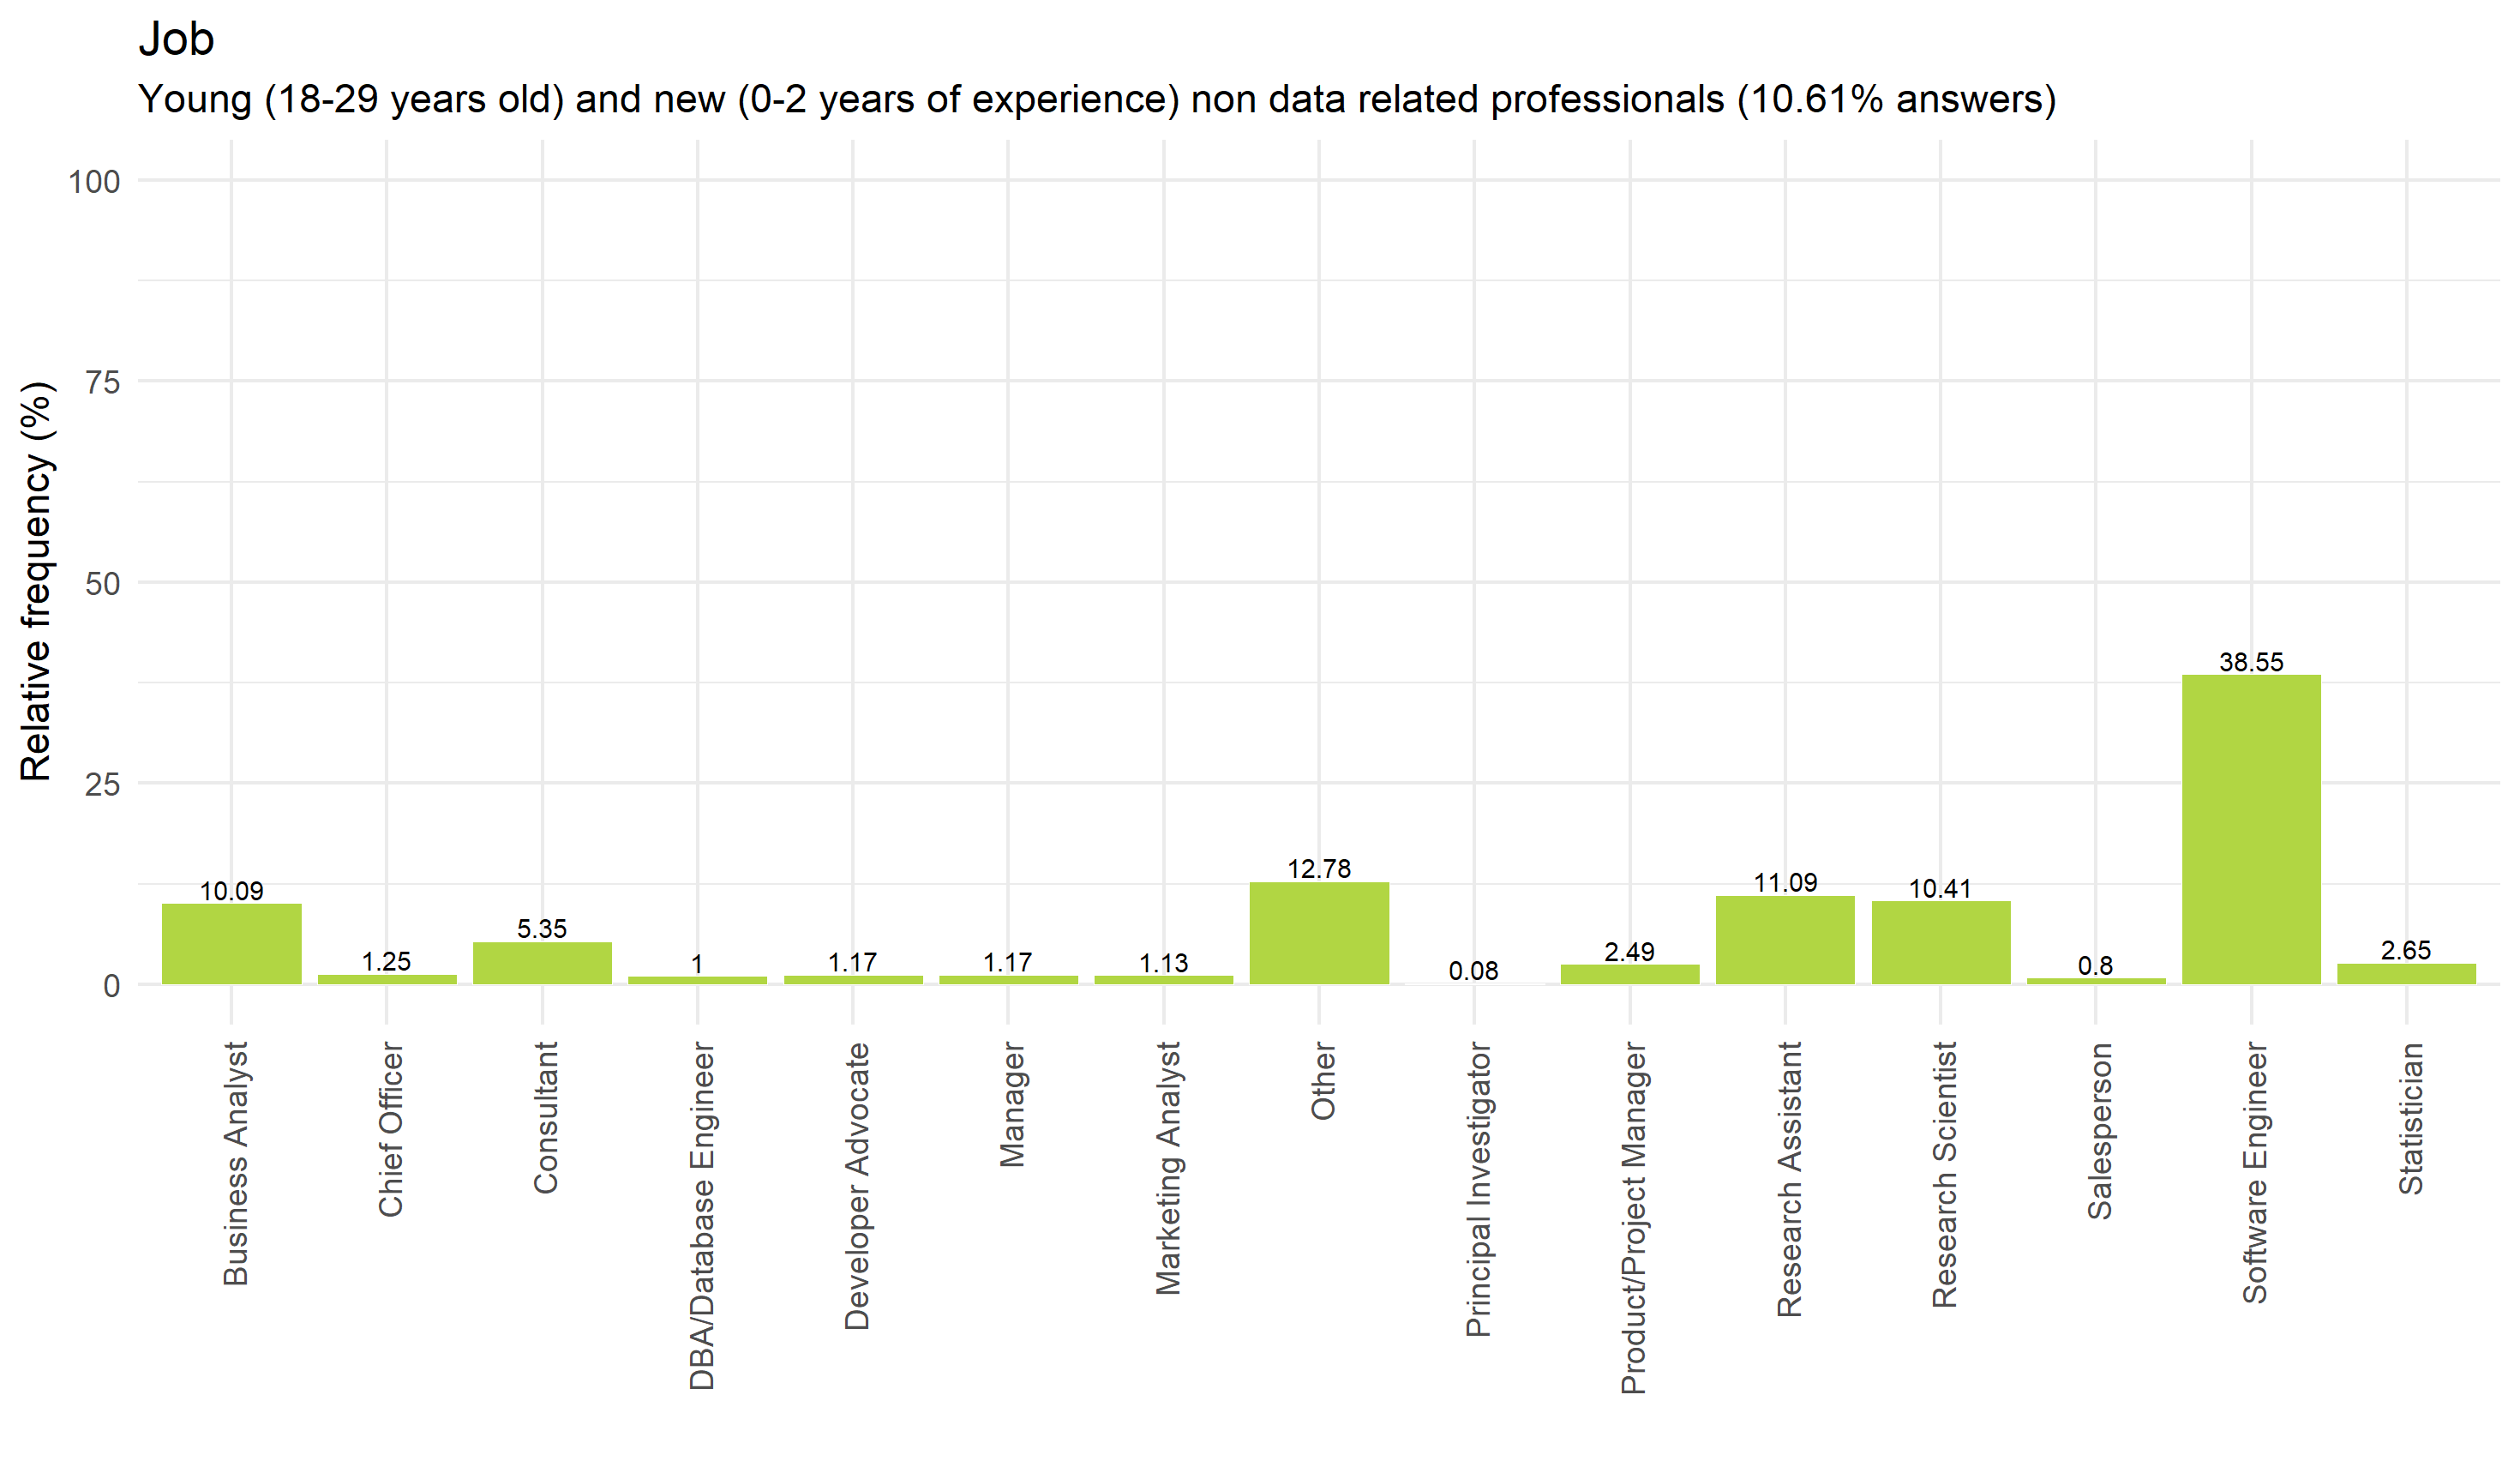 Job
Young (18-29 years old) and new (0-2 years of experience) non data related professionals (10.61% answers)
Relative frequency (%)
100
75
50
25
0
10.09
1.25
5.35
1
1.17
1.17
1.13
12.78
0.08
2.49
11.09
10.41
0.8
38.55
2.65
Business Analyst
Chief Officer
Consultant
DBA/Database Engineer
Developer Advocate
Manager
Marketing Analyst
Other
Principal Investigator
Product/Project Manager
Research Assistant
Research Scientist
Salesperson
Software Engineer
Statistician